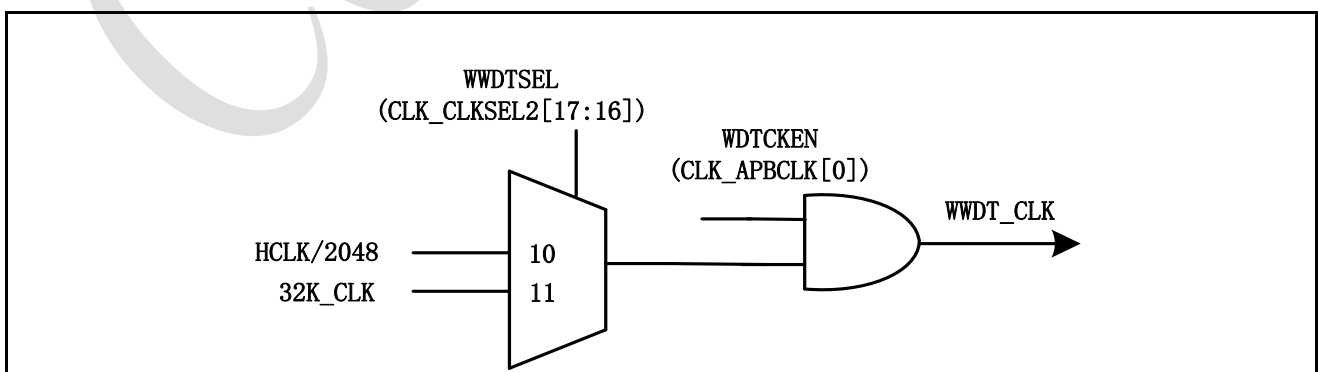 WWDTSEL
(CLK_CLKSEL2[17:16])
WDTCKEN
(CLK_APBCLK[0])
WWDT_CLK
HCLK/2048
10
32K_CLK
11